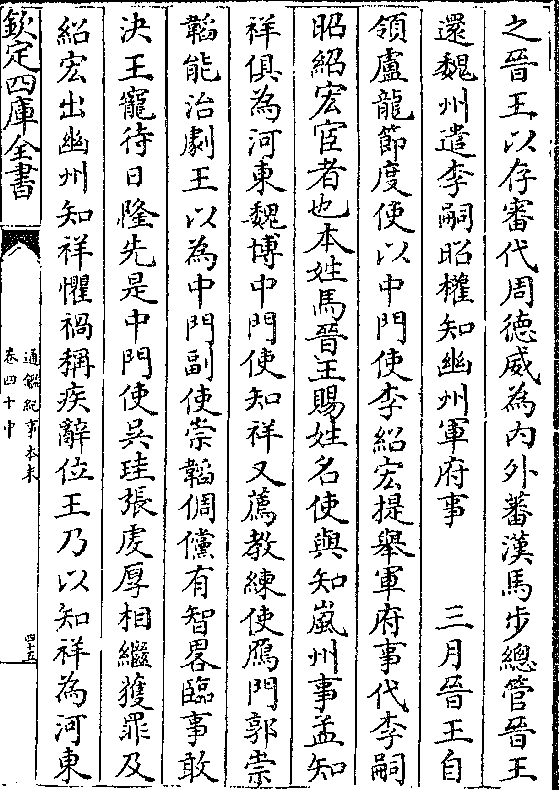 之晉王以存審代周德威為内外蕃漢馬步總管晉王
還魏州遣李嗣昭權知幽州軍府事　　三月晉王自
領盧龍節度使以中門使李紹宏提舉軍府事代李嗣
昭紹宏宦者也本姓馬晉王賜姓名使與知嵐州事孟知
祥俱為河東魏博中門使知祥又薦教練使鴈門郭崇
韜能治劇王以為中門副使崇韜倜儻有智畧臨事敢
決王寵待日隆先是中門使吳珪張虔厚相繼獲罪及
紹宏出幽州知祥懼禍稱疾辭位王乃以知祥為河東
欽定四庫全書
通鑑紀事本末
卷四十中
四十五